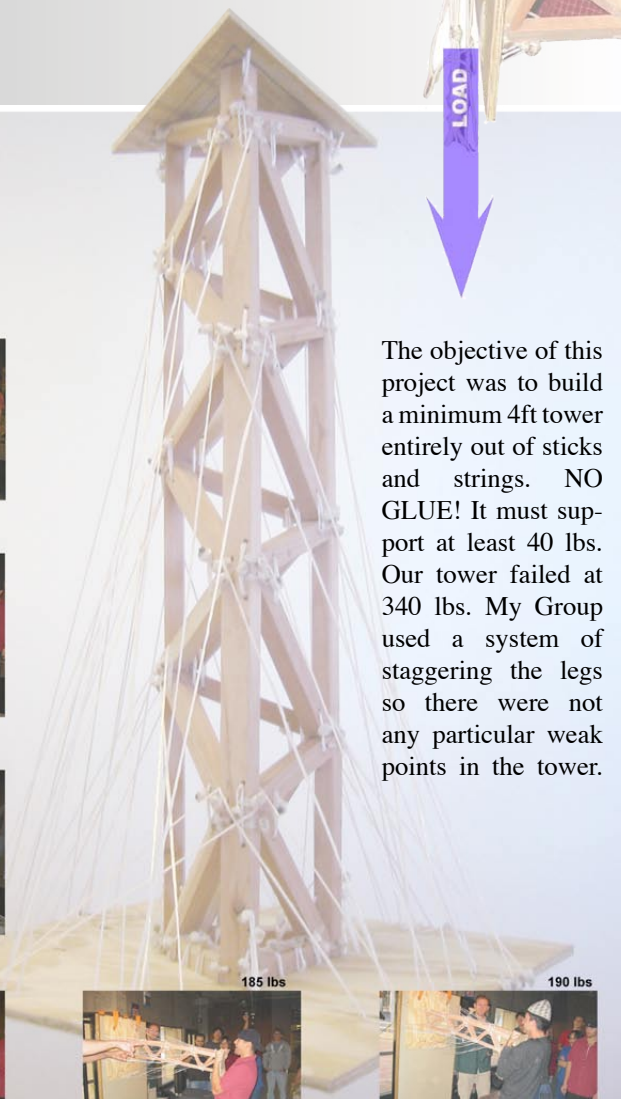 LOAD
The objective of this
project was to build
a minimum 4ft tower
entirely out of sticks
and strings. NO
GLUE! It must sup-
port at least 40 lbs.
Our tower failed at
340 lbs. My Group
used a system of
staggering the legs
so there were not
any particular weak
points in the tower.
185 lbs
190 lbs